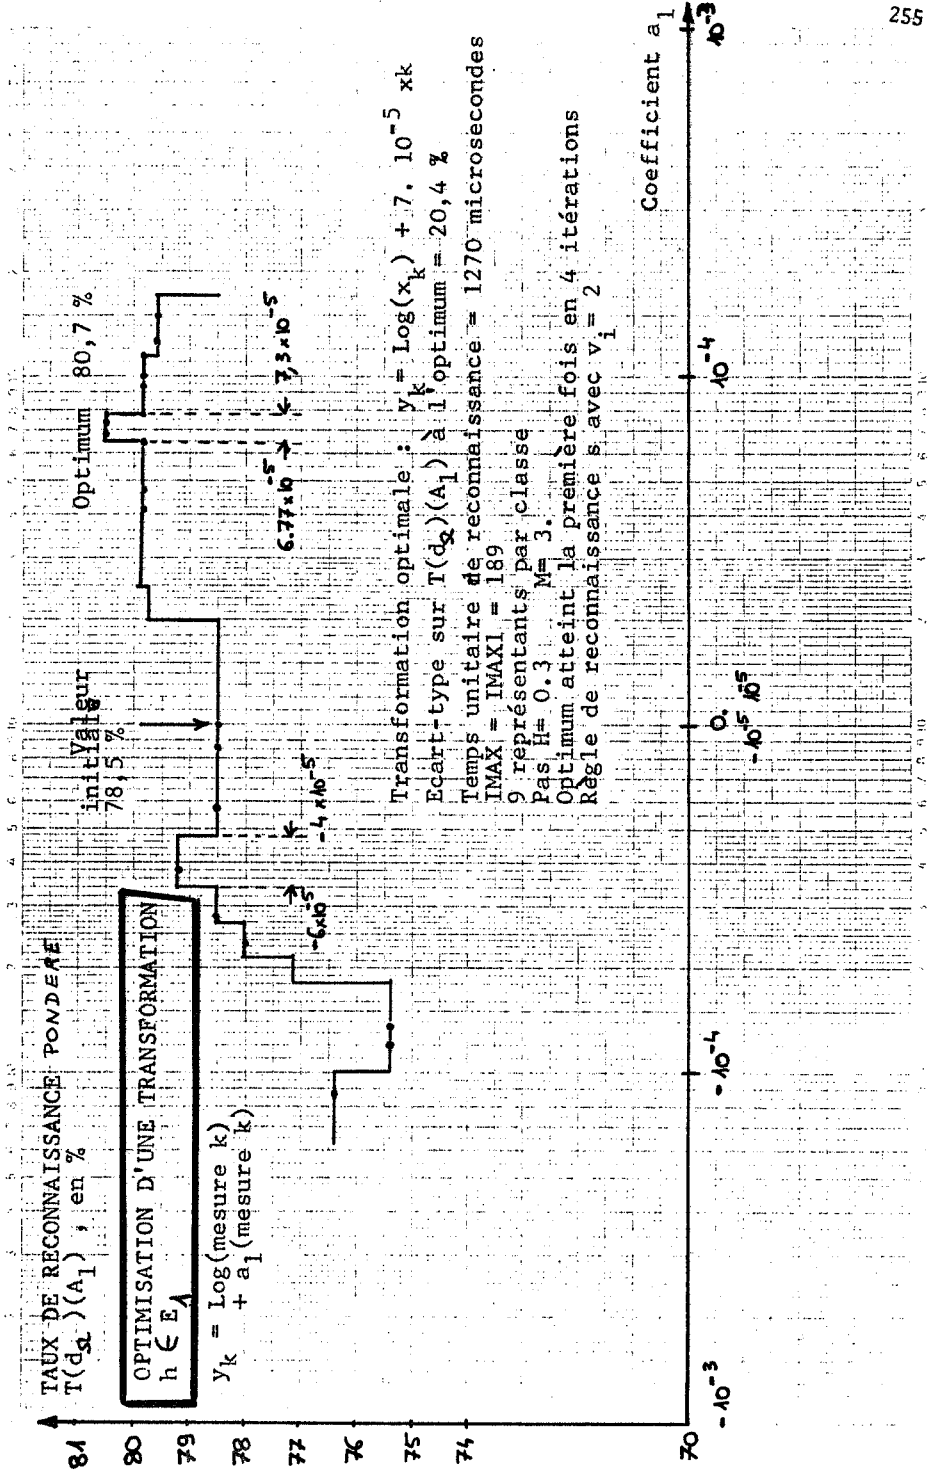 255
TAUX DE RECONNAISSANCE PONDERE
T(dΩ)(A1) , en %
OPTIMISATION D'UNE TRANSFORMATION
h ∈ E1
yk = Log(mesure k)
+ a1(mesure k)
Valeur
initiale
78,5 %
Optimum 80,7 %
-6x10^-5
-4x10^-5
6.77x10^-5
7,3x10^-5
Transformation optimale : yk = Log(xk) + 7. 10^-5 xk
Ecart-type sur T(dΩ)(A1) à l'optimum = 20,4 %
Temps unitaire de reconnaissance = 1270 microsecondes
IMAX = IMAX1 = 189
9 représentants par classe
Pas H= 0.3 M= 3.
Optimum atteint la première fois en 4 itérations
Règle de reconnaissance s avec vi = 2
Coefficient a1
81
80
79
78
77
76
75
74
70
-10^-3
-10^-4
0.
-10^-5 10^-5
10^-4
10^-3